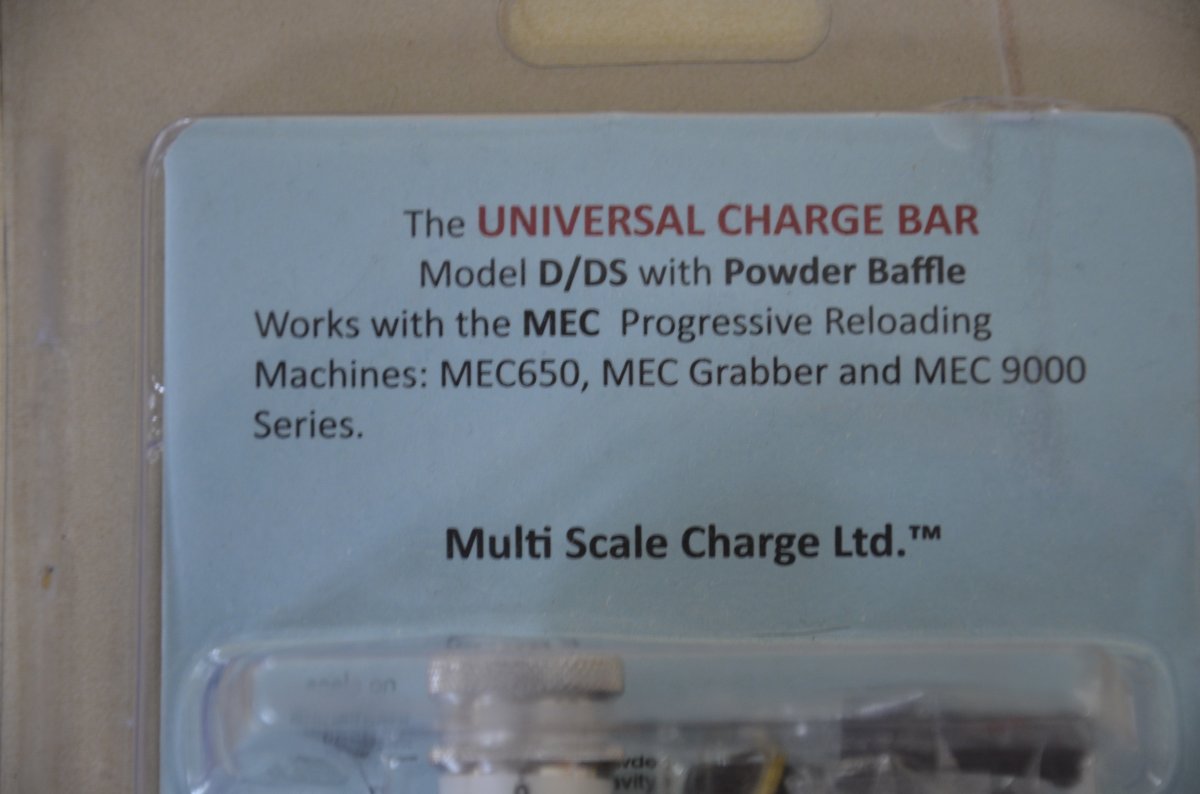 The UNIVERSAL CHARGE BAR
Model D/DS with Powder Baffle
Works with the MEC Progressive Reloading
Machines: MEC650, MEC Grabber and MEC 9000
Series.
Multi Scale Charge Ltd.™